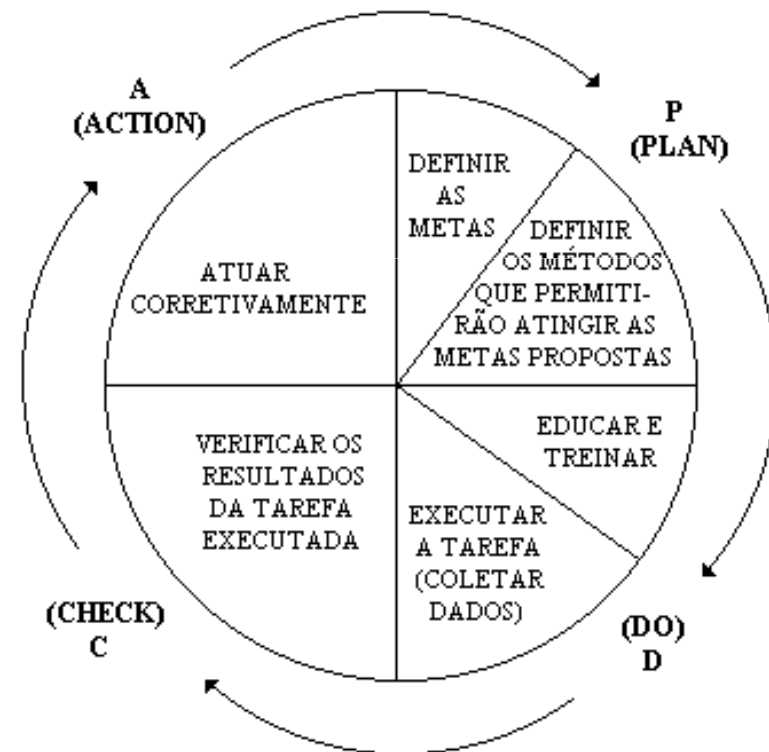 A
(ACTION)
P
(PLAN)
DEFINIR
AS
METAS
DEFINIR
OS MÉTODOS
QUE PERMITI-
RÃO ATINGIR AS
METAS PROPOSTAS
EDUCAR E
TREINAR
EXECUTAR
A TAREFA
(COLETAR
DADOS)
(DO)
D
VERIFICAR OS
RESULTADOS
DA TAREFA
EXECUTADA
(CHECK)
C
ATUAR
CORRETIVAMENTE